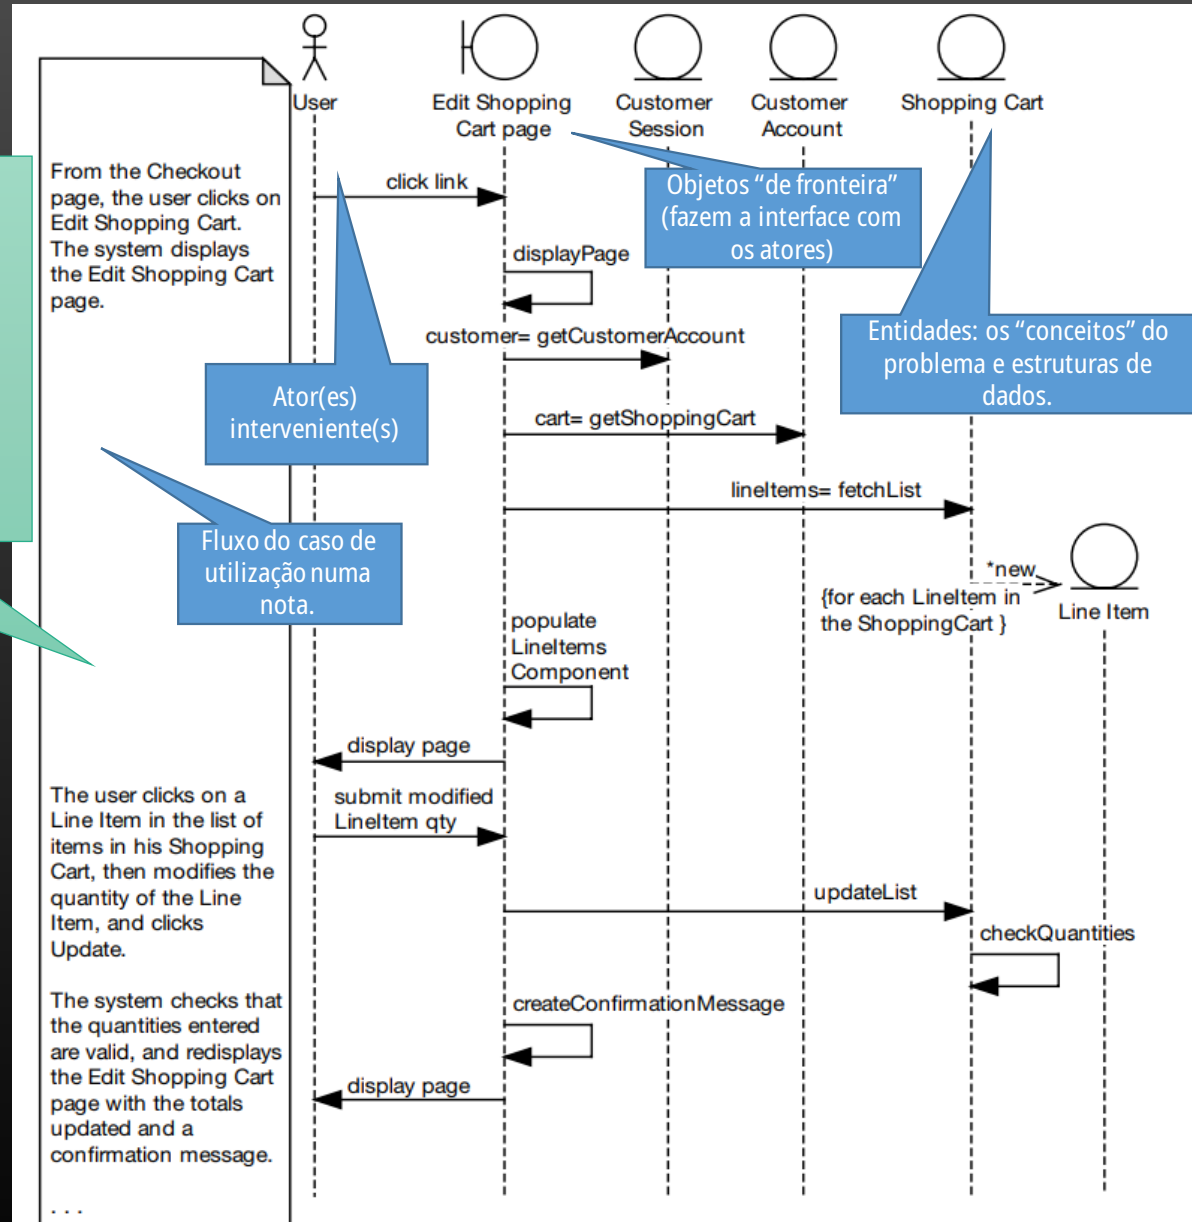 User
Edit Shopping
Cart page
Customer
Session
Customer
Account
Shopping Cart
From the Checkout
page, the user clicks on
Edit Shopping Cart.
The system displays
the Edit Shopping Cart
page.
click link
Objetos “de fronteira”
(fazem a interface com
os atores)
displayPage
customer= getCustomerAccount
Entidades: os “conceitos” do
problema e estruturas de
dados.
Ator(es)
interveniente(s)
cart= getShoppingCart
lineItems= fetchList
Fluxo do caso de
utilização numa
nota.
*new
{for each LineItem in
the ShoppingCart }
Line Item
populate
LineItems
Component
display page
The user clicks on a
Line Item in the list of
items in his Shopping
Cart, then modifies the
quantity of the Line
Item, and clicks
Update.
submit modified
LineItem qty
updateList
checkQuantities
The system checks that
the quantities entered
are valid, and redisplays
the Edit Shopping Cart
page with the totals
updated and a
confirmation message.
createConfirmationMessage
display page
. . .